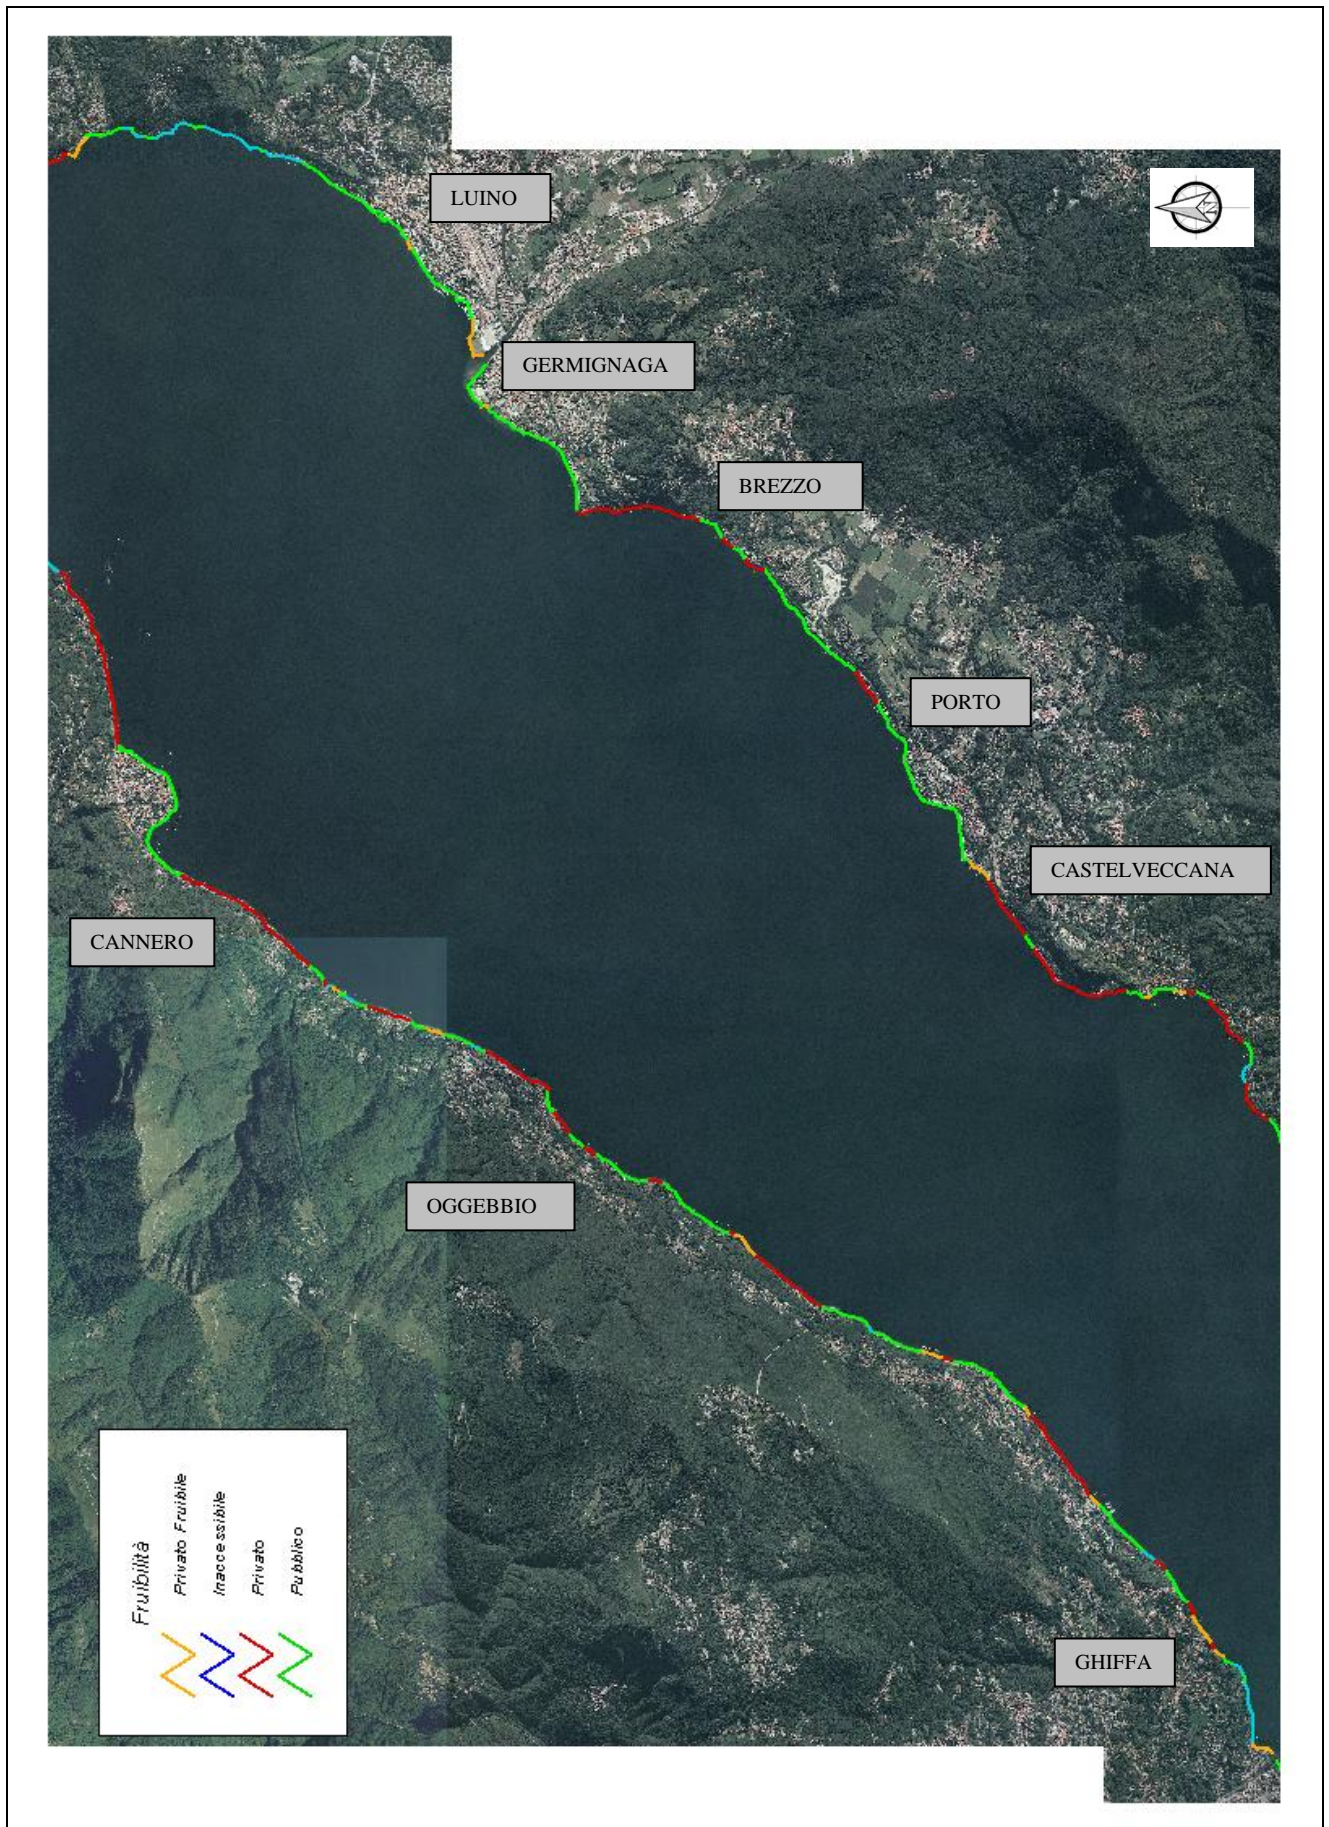 LUINO
GERMIGNAGA
BREZZO
PORTO
CASTELVECCANA
CANNERO
OGGEBBIO
GHIFFA
Fruibilità
Privato Fruibile
Inaccessibile
Privato
Pubblico
N